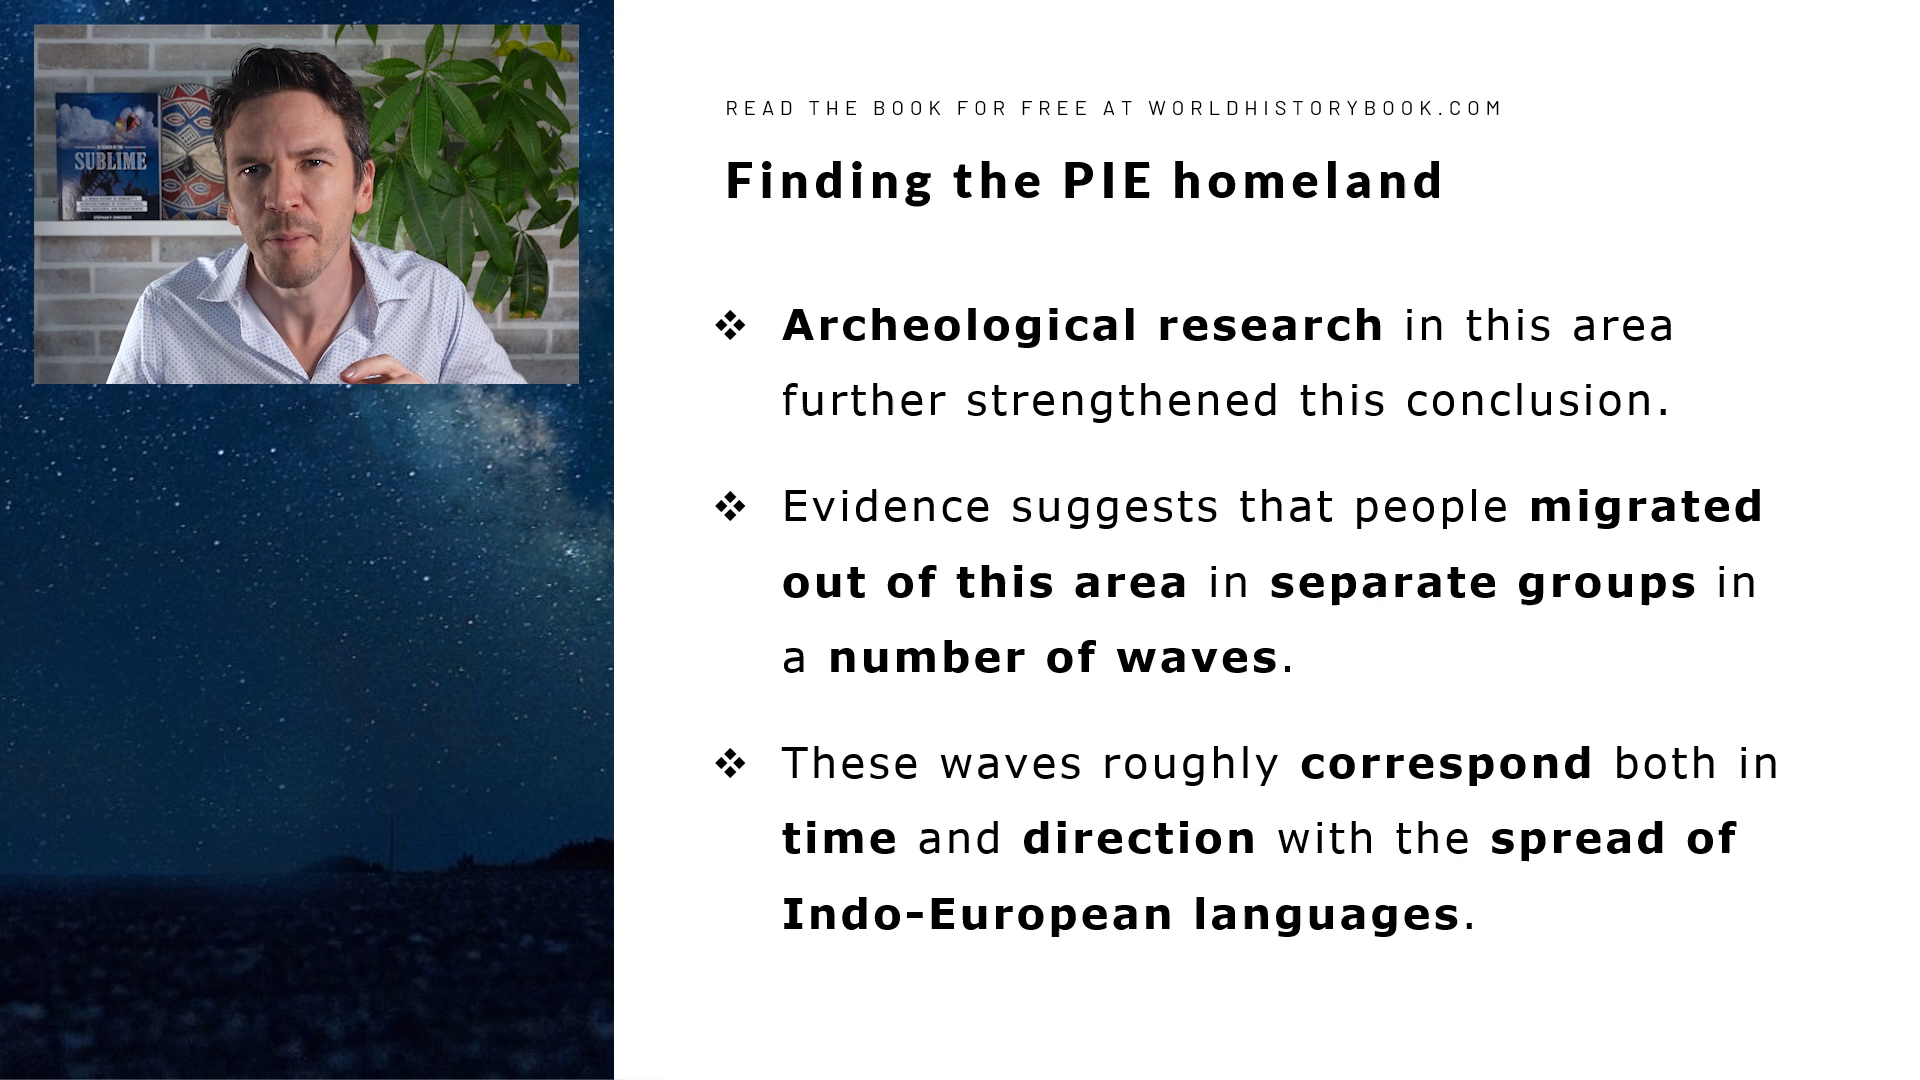 SUBLIME
READ THE BOOK FOR FREE AT WORLDHISTORYBOOK.COM
Finding the PIE homeland
❖ Archeological research in this area
further strengthened this conclusion.
❖ Evidence suggests that people migrated
out of this area in separate groups in
a number of waves.
❖ These waves roughly correspond both in
time and direction with the spread of
Indo-European languages.